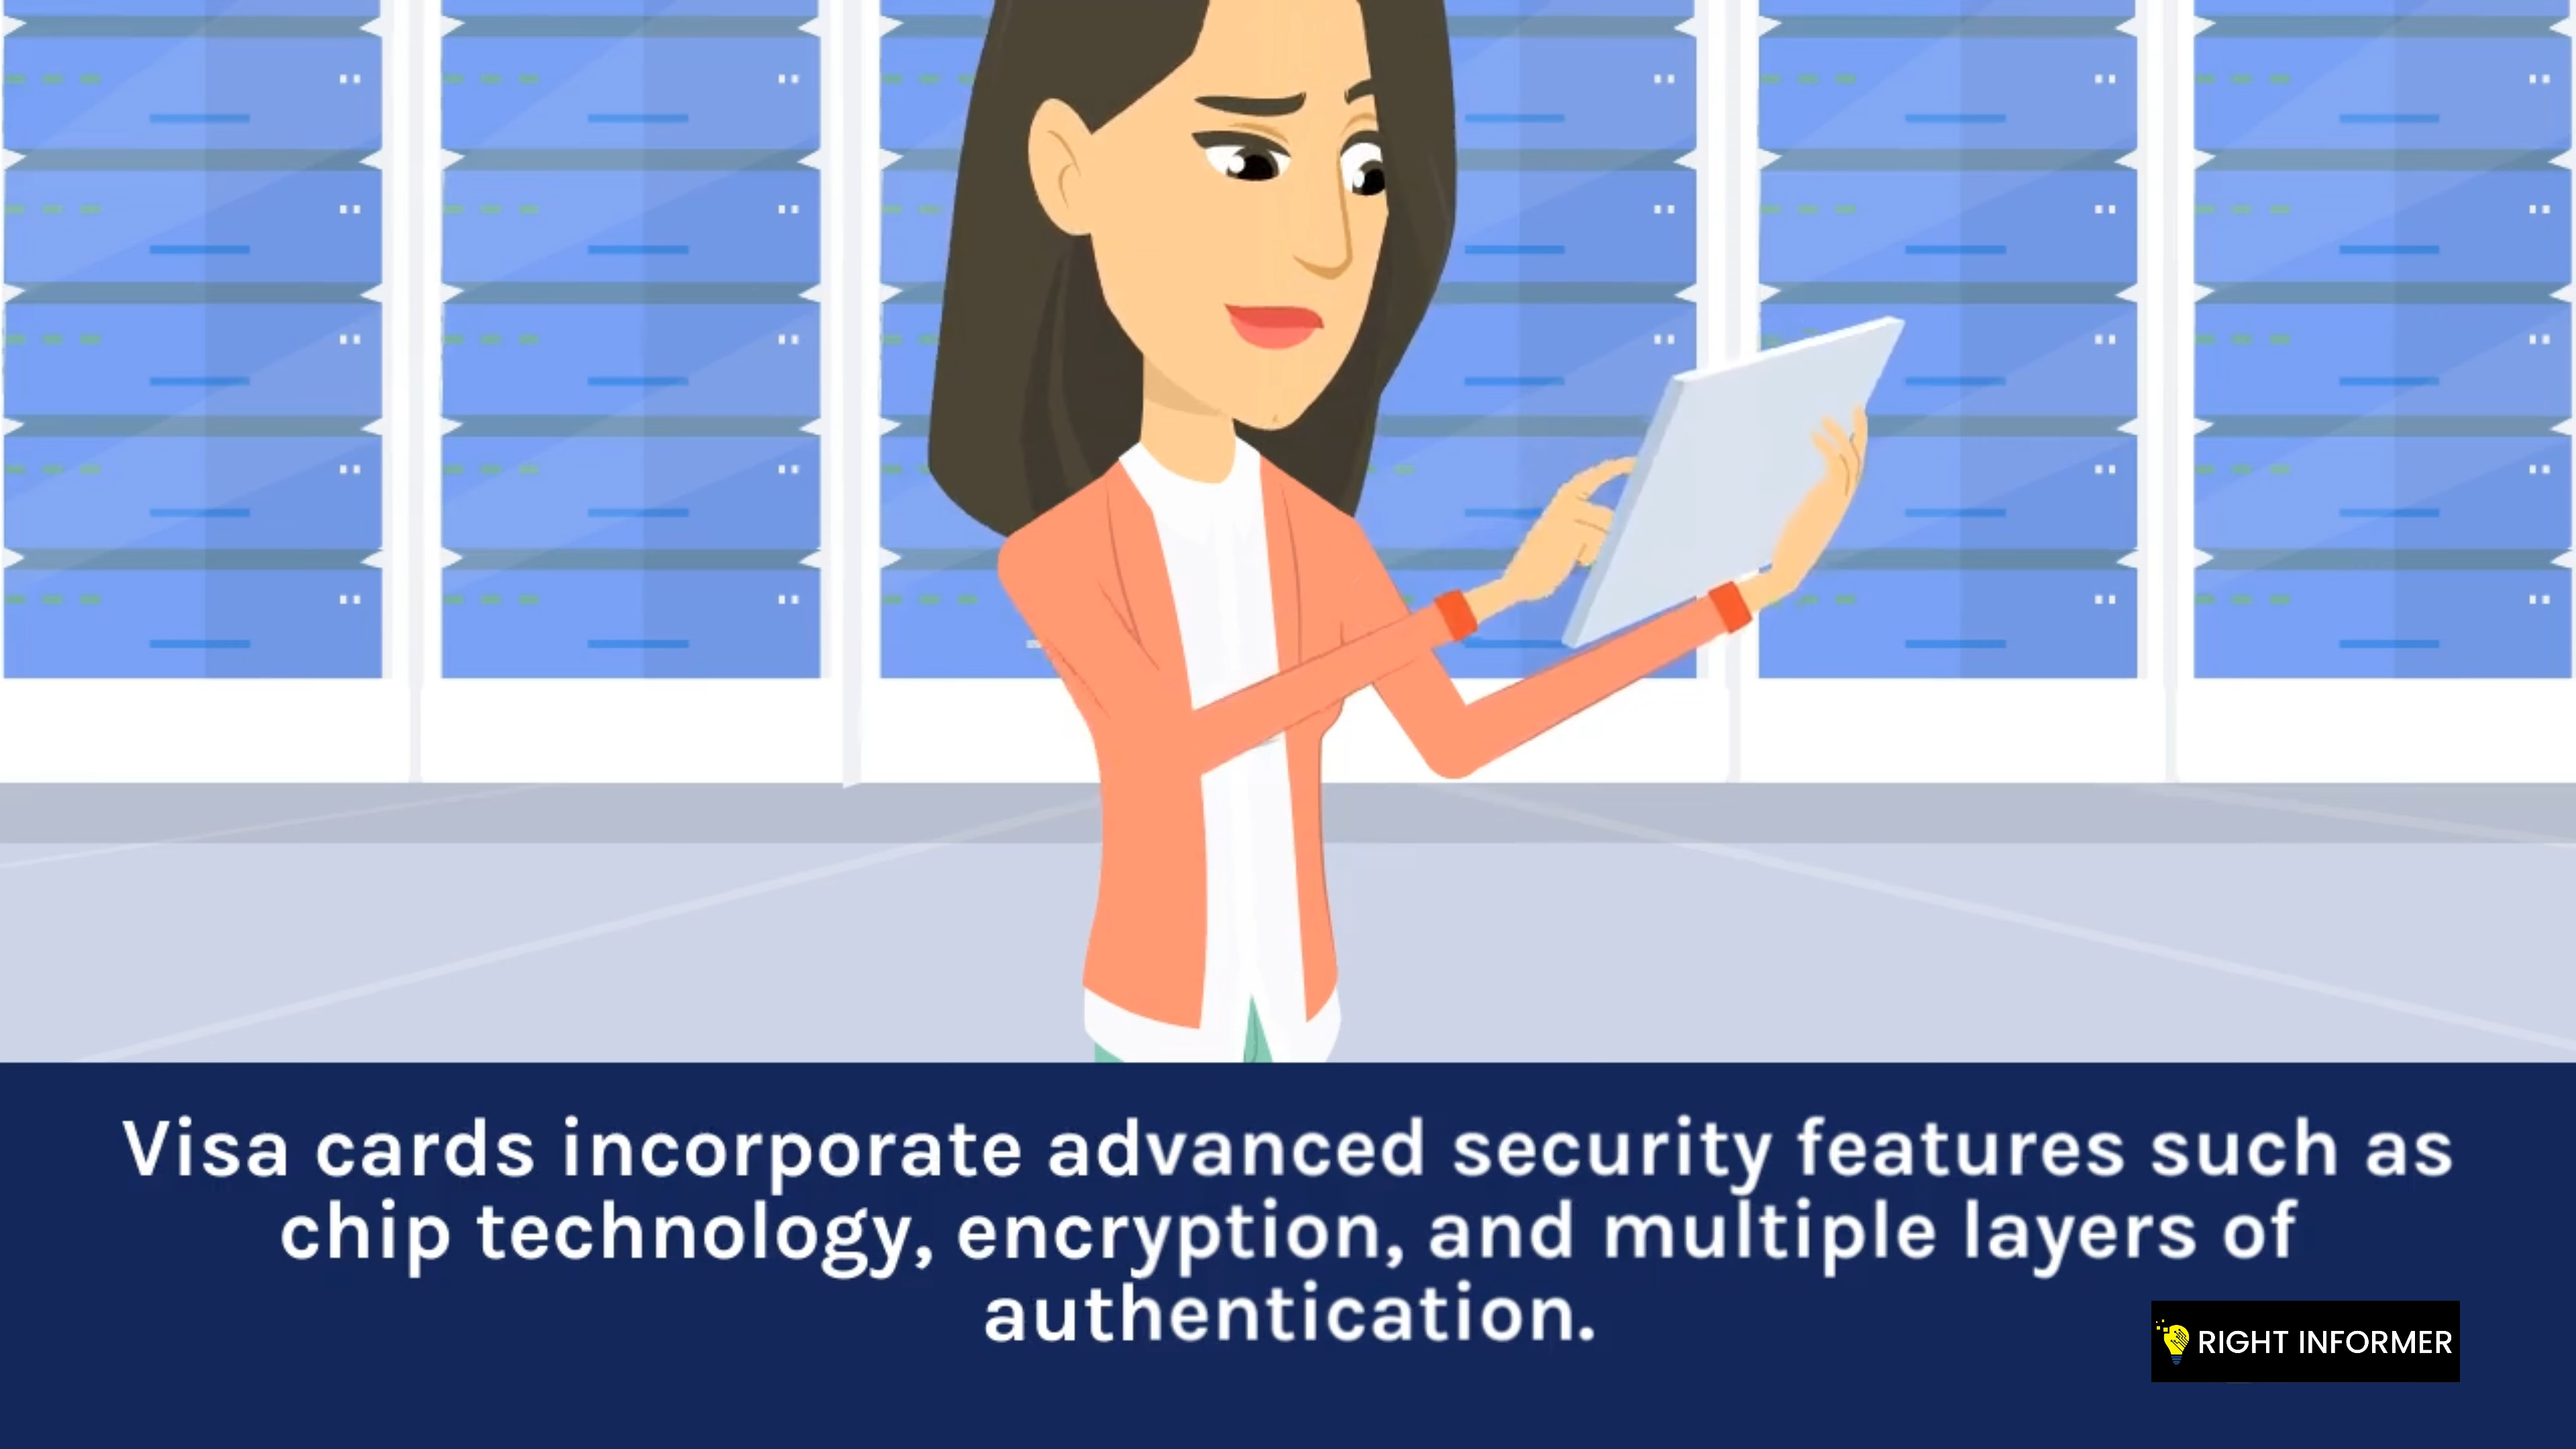 Visa cards incorporate advanced security features such as
chip technology, encryption, and multiple layers of
authentication.
RIGHT INFORMER